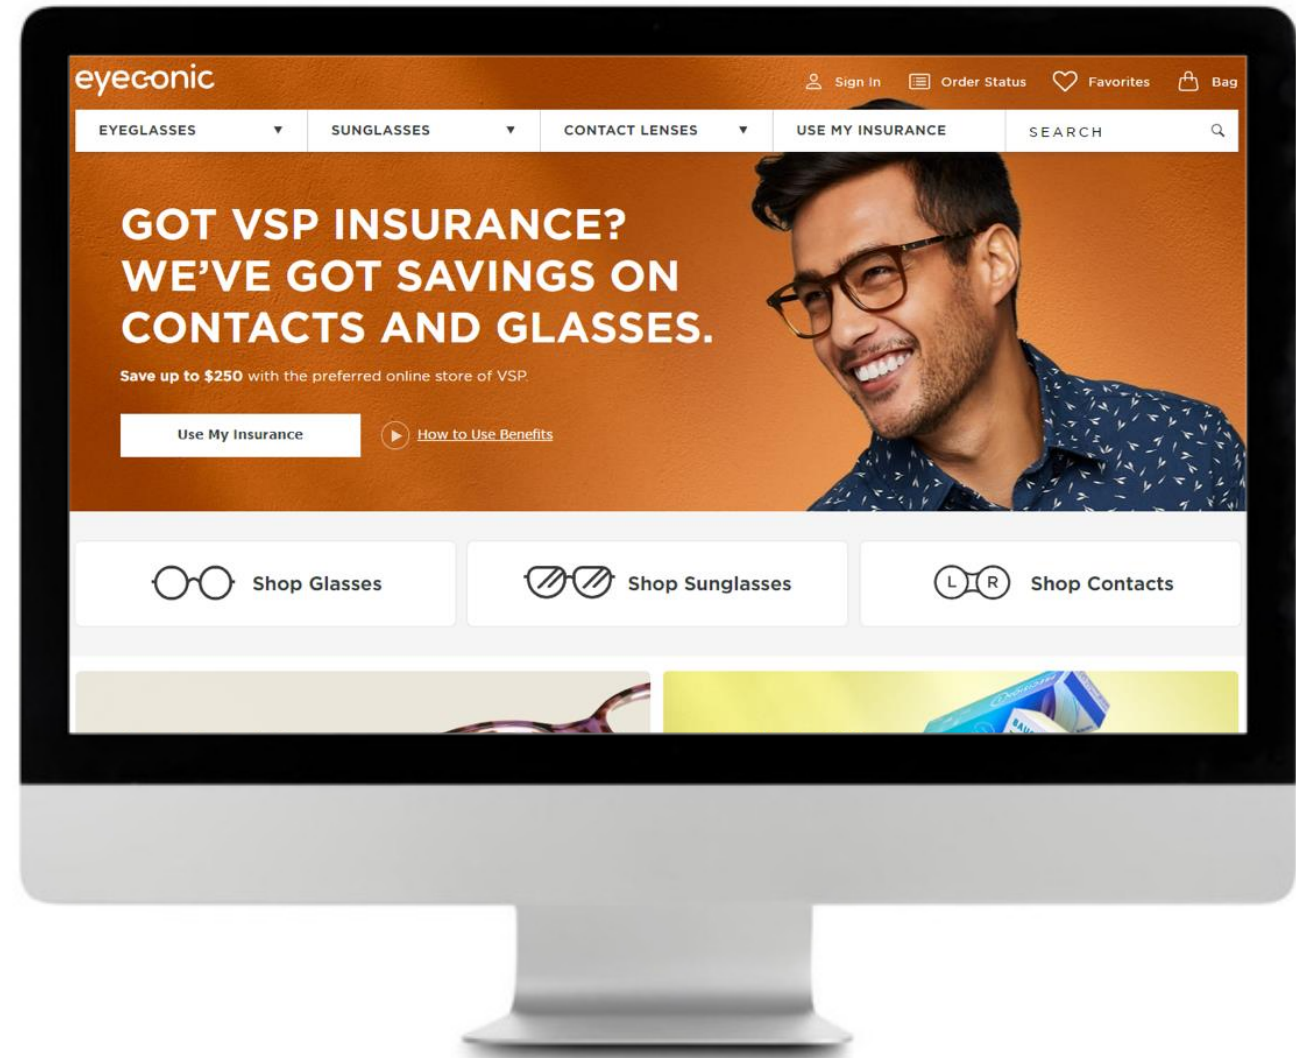 eyeconic
Sign In
Order Status
Favorites
Bag
EYEGLASSES
SUNGLASSES
CONTACT LENSES
USE MY INSURANCE
SEARCH
GOT VSP INSURANCE?
WE’VE GOT SAVINGS ON
CONTACTS AND GLASSES.
Save up to $250 with the preferred online store of VSP.
Use My Insurance
How to Use Benefits
Shop Glasses
Shop Sunglasses
L R
Shop Contacts